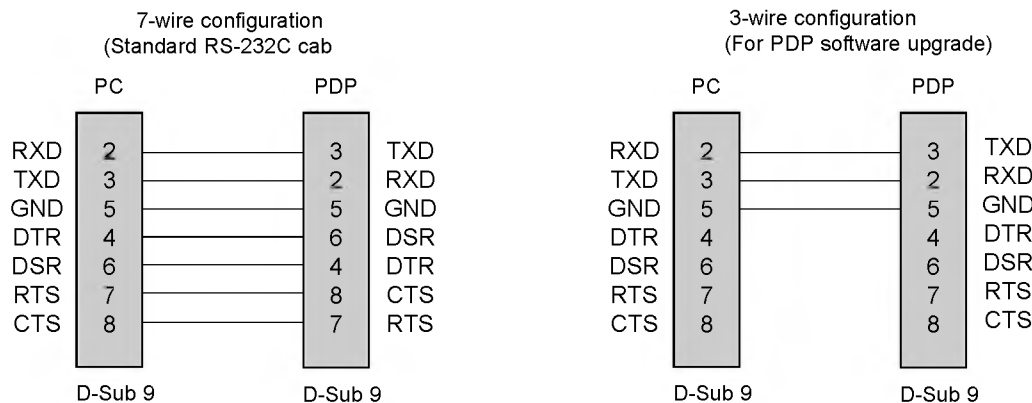 7-wire configuration
(Standard RS-232C cab
PC PDP
RXD 2 3 TXD
TXD 3 2 RXD
GND 5 5 GND
DTR 4 6 DSR
DSR 6 4 DTR
RTS 7 8 CTS
CTS 8 7 RTS
D-Sub 9 D-Sub 9
3-wire configuration
(For PDP software upgrade)
PC PDP
RXD 2 3 TXD
TXD 3 2 RXD
GND 5 5 GND
DTR 4 4 DTR
DSR 6 6 DSR
RTS 7 7 RTS
CTS 8 8 CTS
D-Sub 9 D-Sub 9